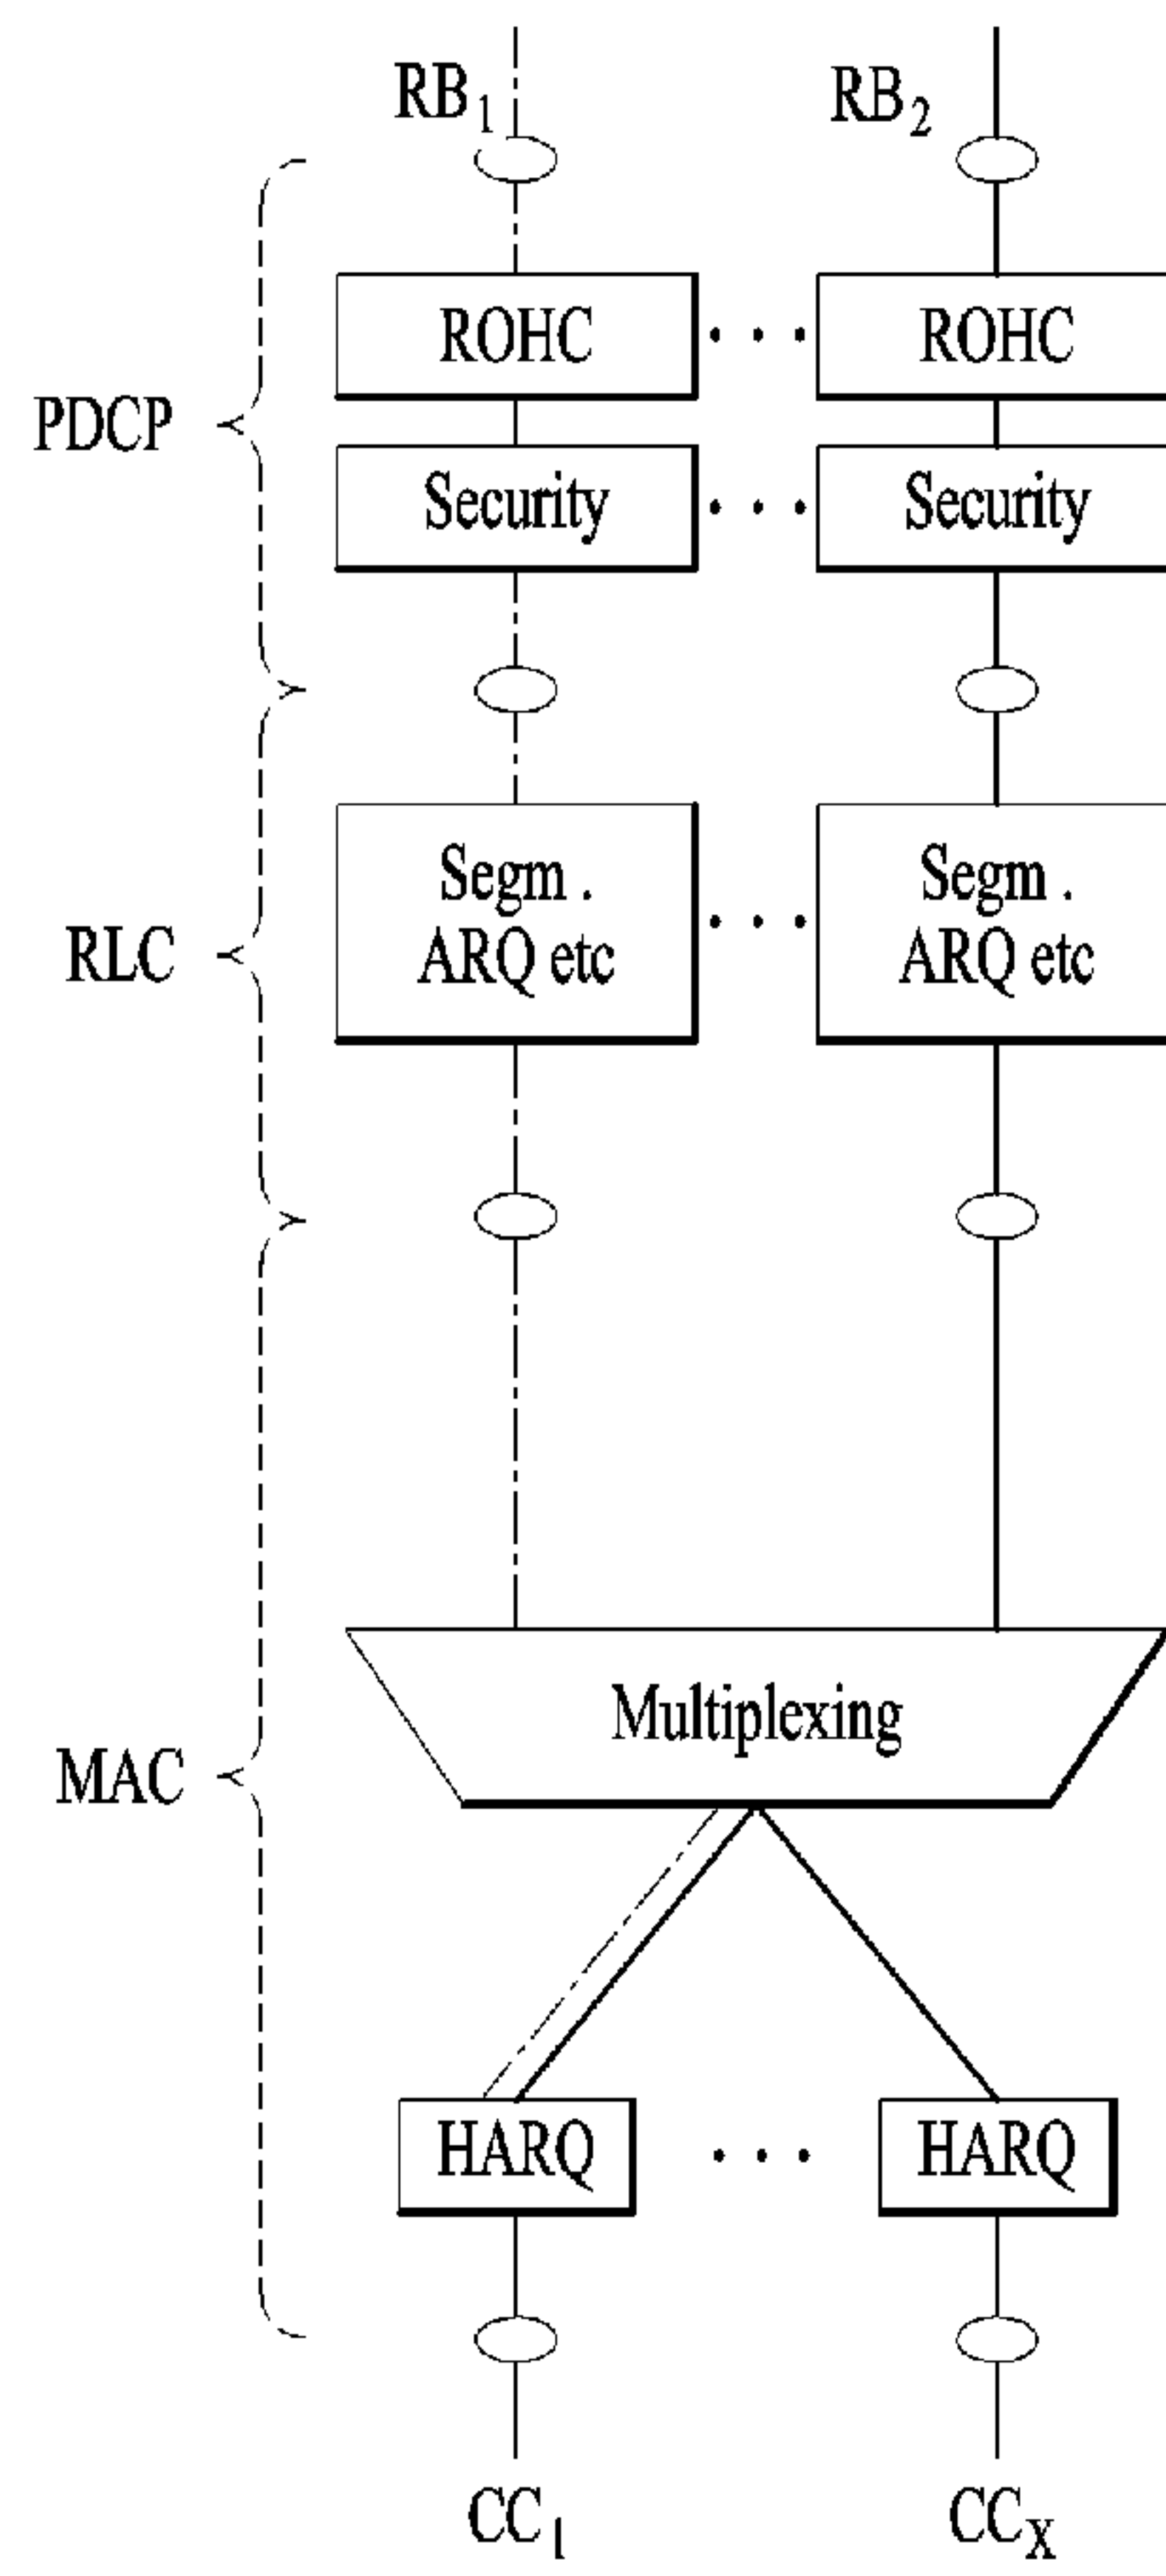 RB1
RB2
ROHC
. . .
ROHC
PDCP
Security
. . .
Security
Segm .
ARQ etc
. . .
Segm .
ARQ etc
RLC
Multiplexing
MAC
HARQ
. . .
HARQ
CC1
CCX